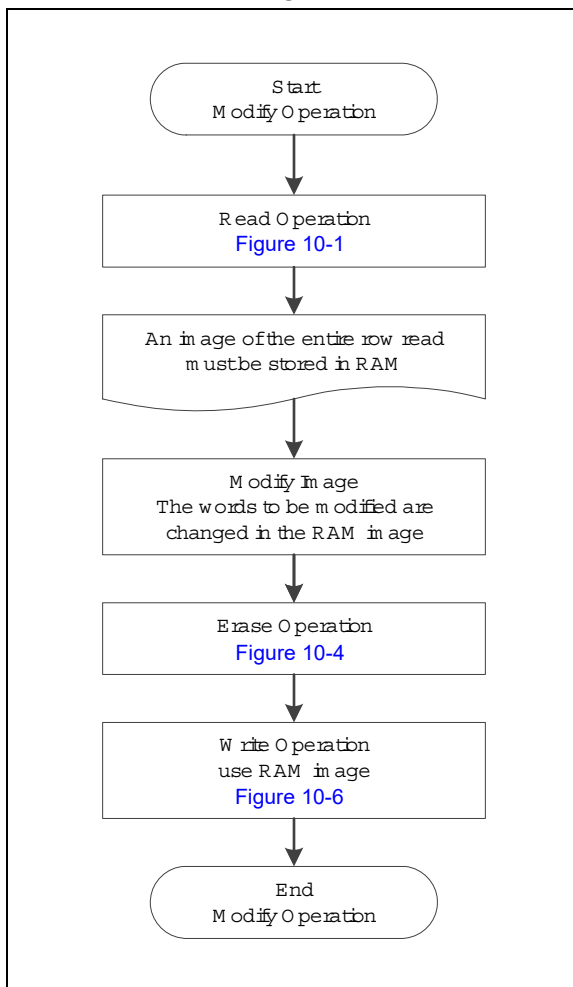 Start
Modify Operation
Read Operation
Figure 10-1
An image of the entire row read
must be stored in RAM
Modify Image
The words to be modified are
changed in the RAM image
Erase Operation
Figure 10-4
Write Operation
use RAM image
Figure 10-6
End
Modify Operation